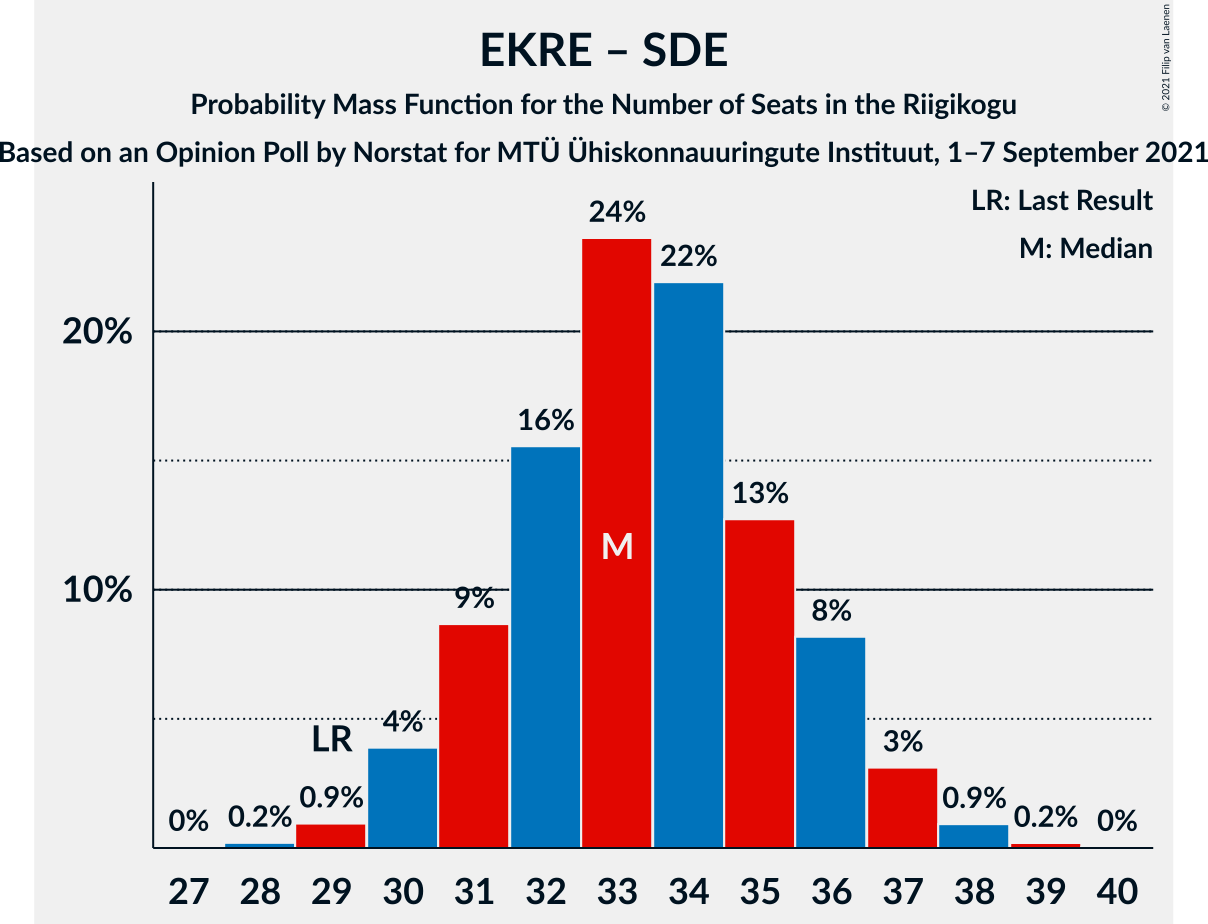 EKRE – SDE
Probability Mass Function for the Number of Seats in the Riigikogu
Based on an Opinion Poll by Norstat for MTÜ Ühiskonnauuringute Instituut, 1–7 September 2021
© 2021 Filip van Laenen
LR: Last Result
M: Median
24%
22%
20%
16%
13%
M
10%
9%
8%
4%
LR
3%
0%
0.2%
0.9%
0.9%
0.2%
0%
27 28 29 30 31 32 33 34 35 36 37 38 39 40